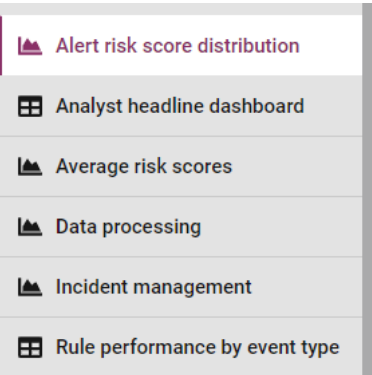 Alert risk score distribution
Analyst headline dashboard
Average risk scores
Data processing
Incident management
Rule performance by event type